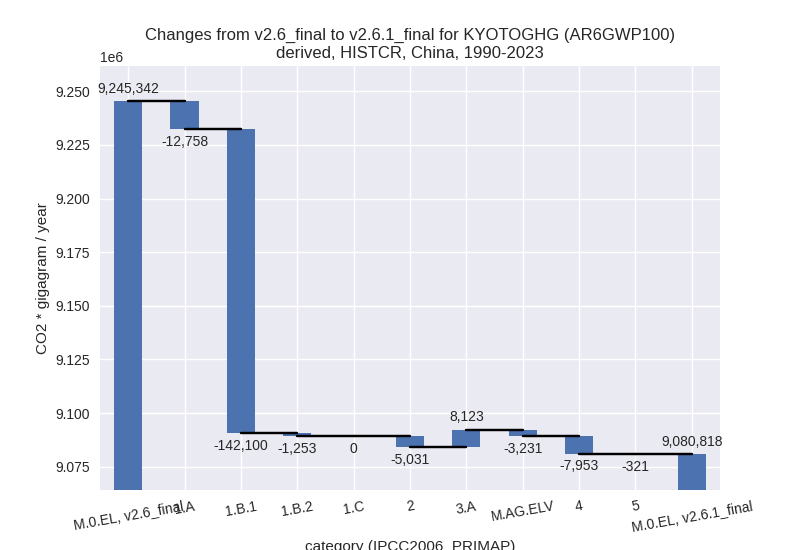 Changes from v2.6_final to v2.6.1_final for KYOTOGHG (AR6GWP100)
derived, HISTCR, China, 1990-2023
1e6
9.250
9.225
9.200
9.175
9.150
9.125
9.100
9.075
CO2 * gigagram / year
9,245,342
-12,758
-142,100
-1,253
0
-5,031
8,123
-3,231
-7,953
-321
9,080,818
M.0.EL, v2.6_final
1.A
1.B.1
1.B.2
1.C
2
3.A
M.AG.ELV
4
5
M.0.EL, v2.6.1_final
category (IPCC2006_PRIMAP)